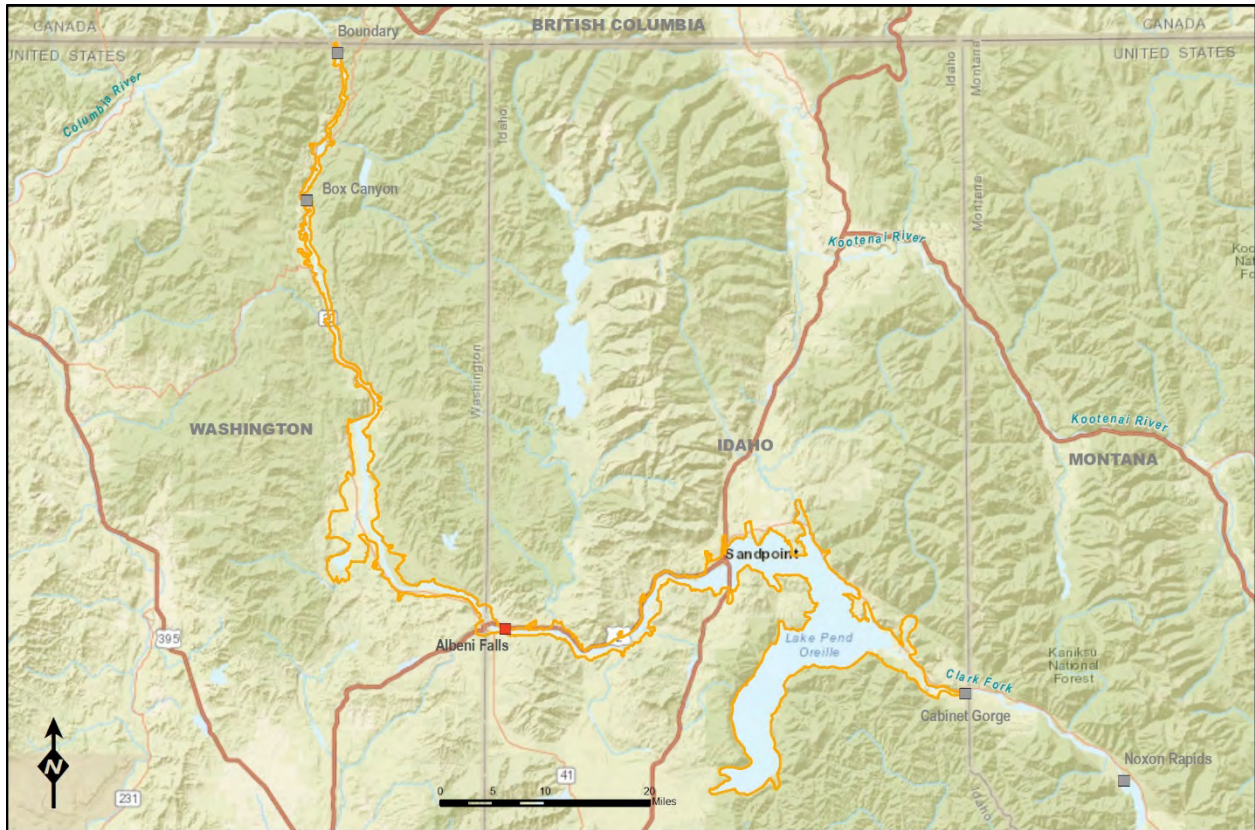 CANADA
BRITISH COLUMBIA
CANADA
UNITED STATES
UNITED STATES
Boundary
Columbia River
Idaho
Washington
Idaho
Montana
Idaho
Montana
Box Canyon
Kootenai River
WASHINGTON
IDAHO
Kootenai River
MONTANA
Sandpoint
395
Albeni Falls
Lake Pend
Oreille
Kaniksu
National
Forest
Clark Fork
Cabinet Gorge
Noxon Rapids
N
231
41
0 5 10 20
Miles
Idaho